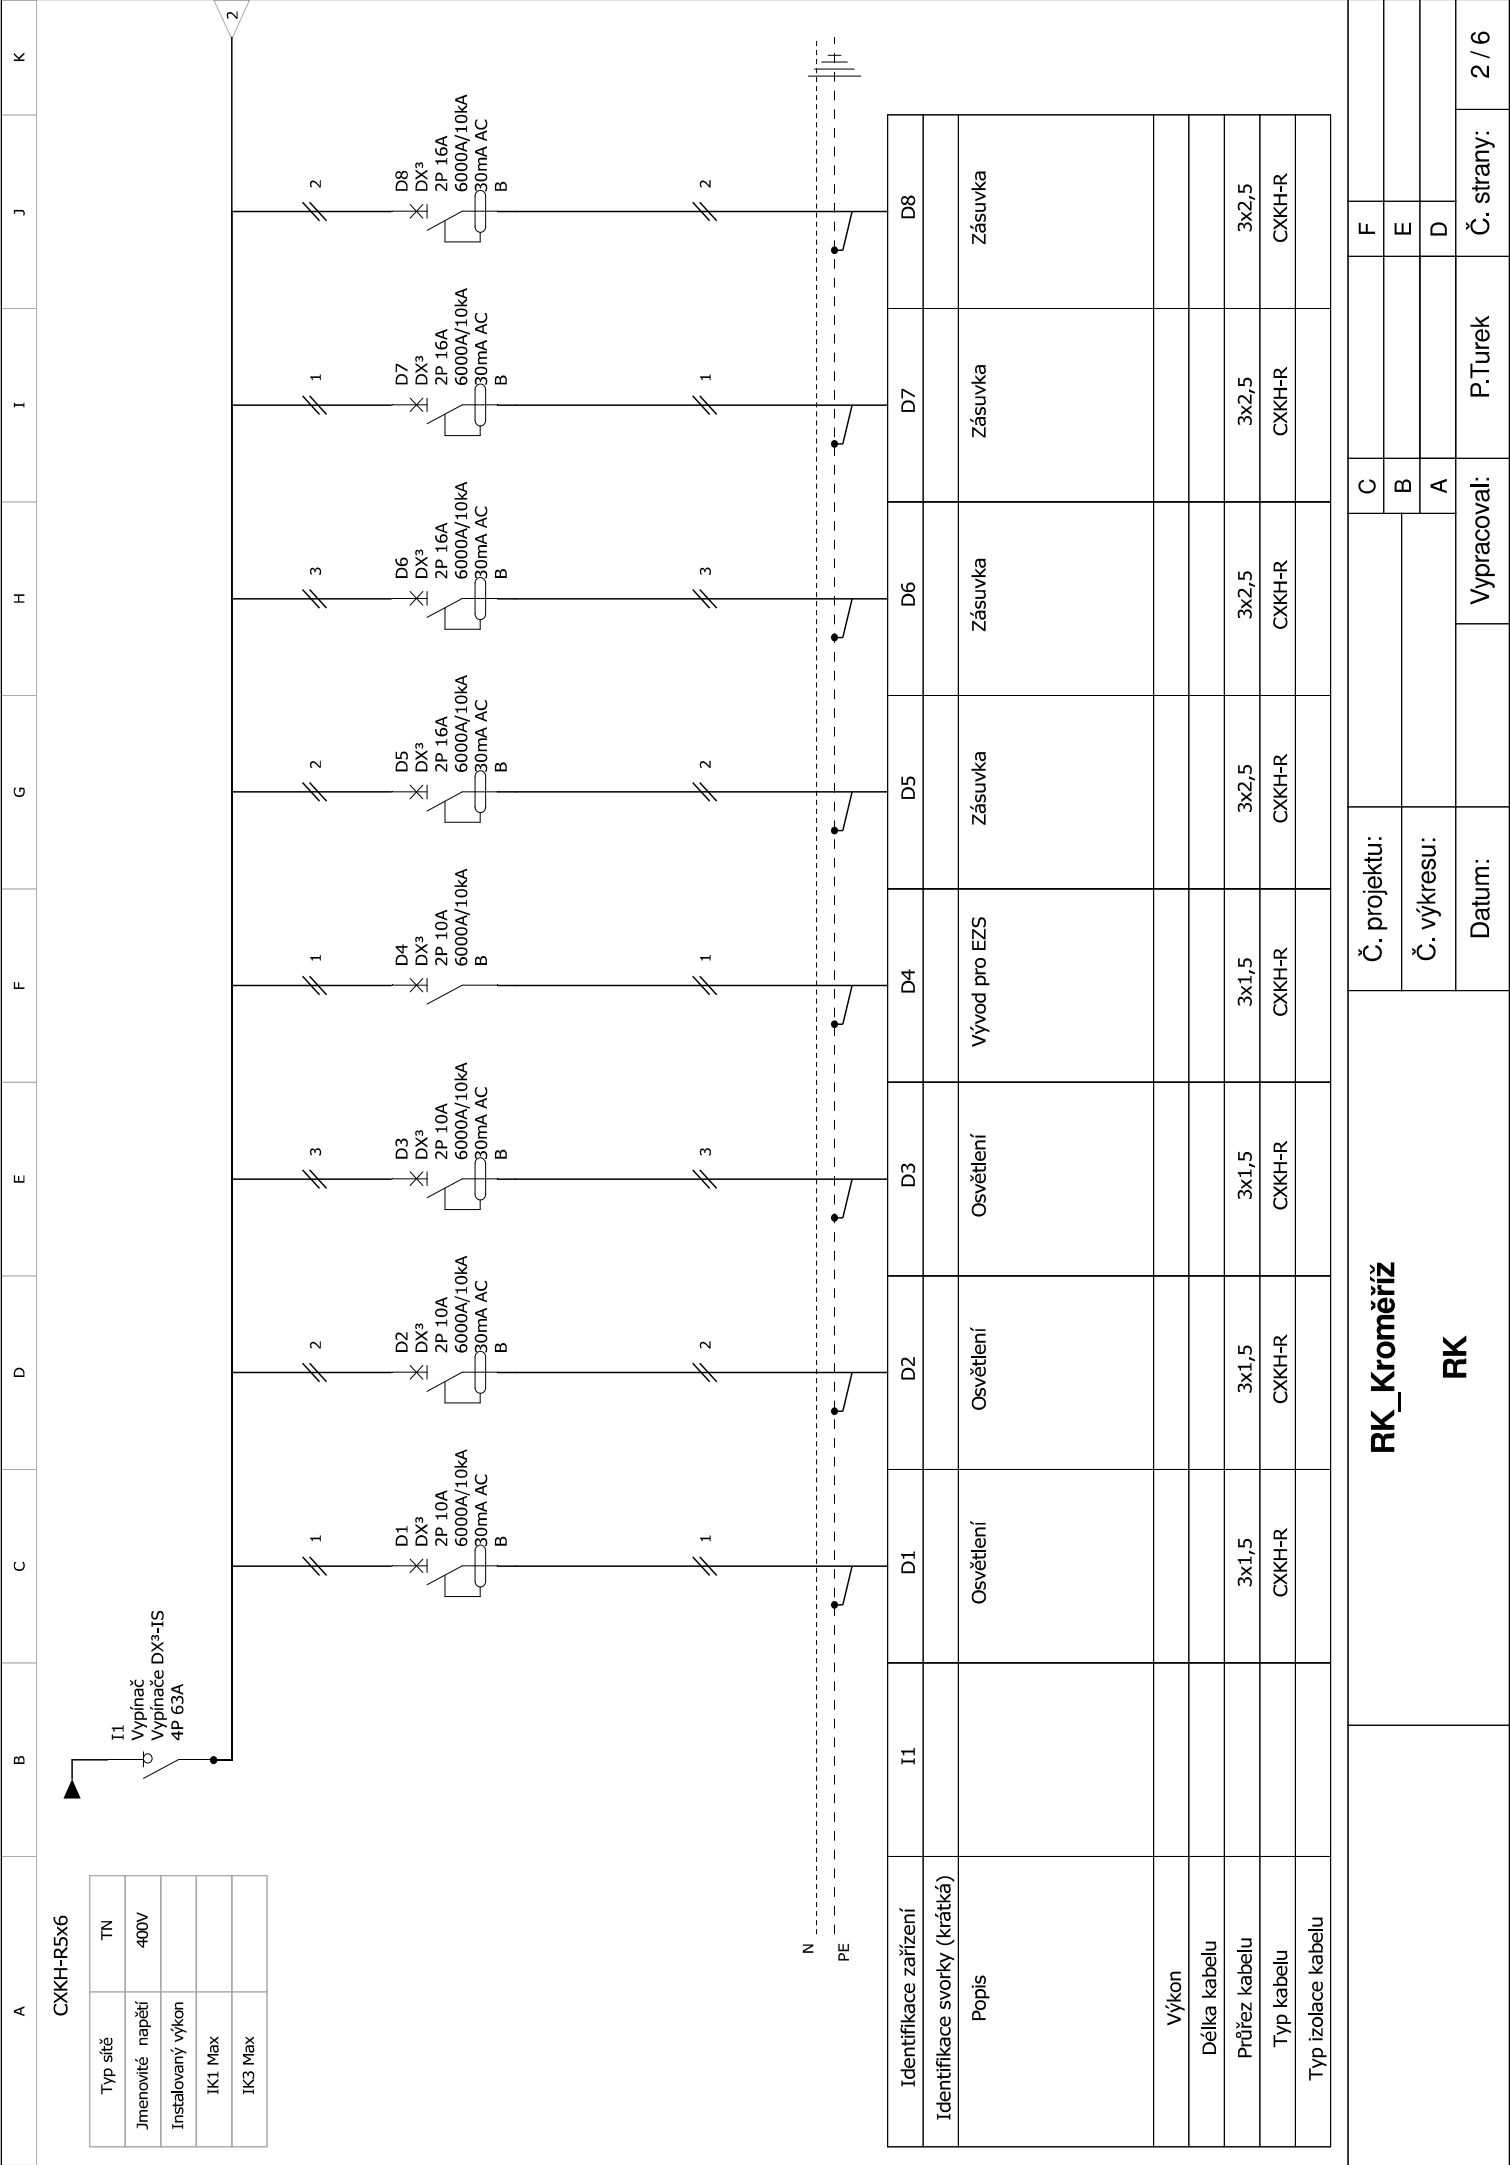 A B C D E F G H I J K
CXKH-R5x6
Typ sítě TN
Jmenovité napětí 400V
Instalovaný výkon
IK1 Max
IK3 Max
I1
Vypínač
Vypínače DX³-IS
4P 63A
2
1 2 3 1 2 3 1 2
D1
DX³
2P 10A
6000A/10kA
30mA AC
B
D2
DX³
2P 10A
6000A/10kA
30mA AC
B
D3
DX³
2P 10A
6000A/10kA
30mA AC
B
D4
DX³
2P 10A
6000A/10kA
B
D5
DX³
2P 16A
6000A/10kA
30mA AC
B
D6
DX³
2P 16A
6000A/10kA
30mA AC
B
D7
DX³
2P 16A
6000A/10kA
30mA AC
B
D8
DX³
2P 16A
6000A/10kA
30mA AC
B
1 2 3 1 2 3 1 2
N
PE
Identifikace zařízení I1 D1 D2 D3 D4 D5 D6 D7 D8
Identifikace svorky (krátká)
Popis Osvětlení Osvětlení Osvětlení Vývod pro EZS Zásuvka Zásuvka Zásuvka Zásuvka
Výkon
Délka kabelu
Průřez kabelu 3x1,5 3x1,5 3x1,5 3x1,5 3x2,5 3x2,5 3x2,5 3x2,5
Typ kabelu CXKH-R CXKH-R CXKH-R CXKH-R CXKH-R CXKH-R CXKH-R CXKH-R
Typ izolace kabelu
RK_Kroměříž
RK
Č. projektu:
Č. výkresu:
Datum:
C F
B E
A D
Vypracoval: P.Turek Č. strany: 2 / 6